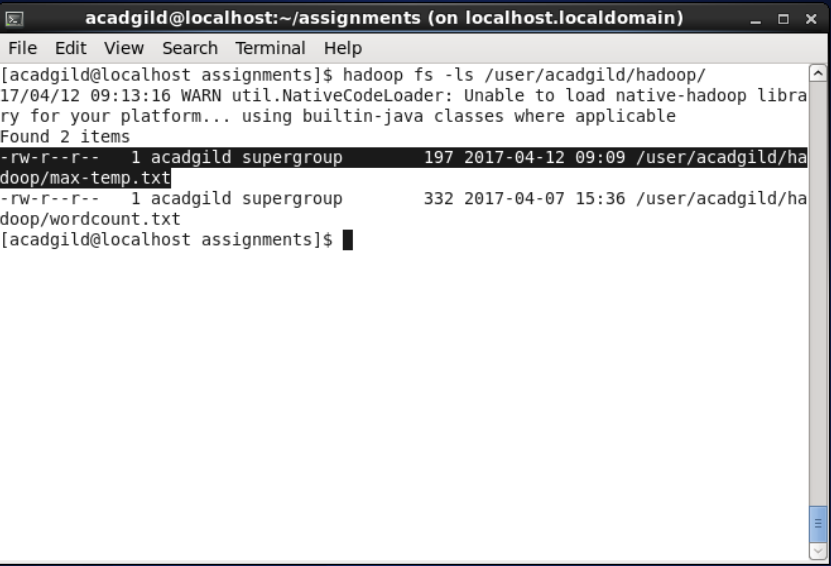 acadgild@localhost:~/assignments (on localhost.localdomain)
File Edit View Search Terminal Help
[acadgild@localhost assignments]$ hadoop fs -ls /user/acadgild/hadoop/
17/04/12 09:13:16 WARN util.NativeCodeLoader: Unable to load native-hadoop libra
ry for your platform... using builtin-java classes where applicable
Found 2 items
-rw-r--r--   1 acadgild supergroup        197 2017-04-12 09:09 /user/acadgild/ha
doop/max-temp.txt
-rw-r--r--   1 acadgild supergroup        332 2017-04-07 15:36 /user/acadgild/ha
doop/wordcount.txt
[acadgild@localhost assignments]$